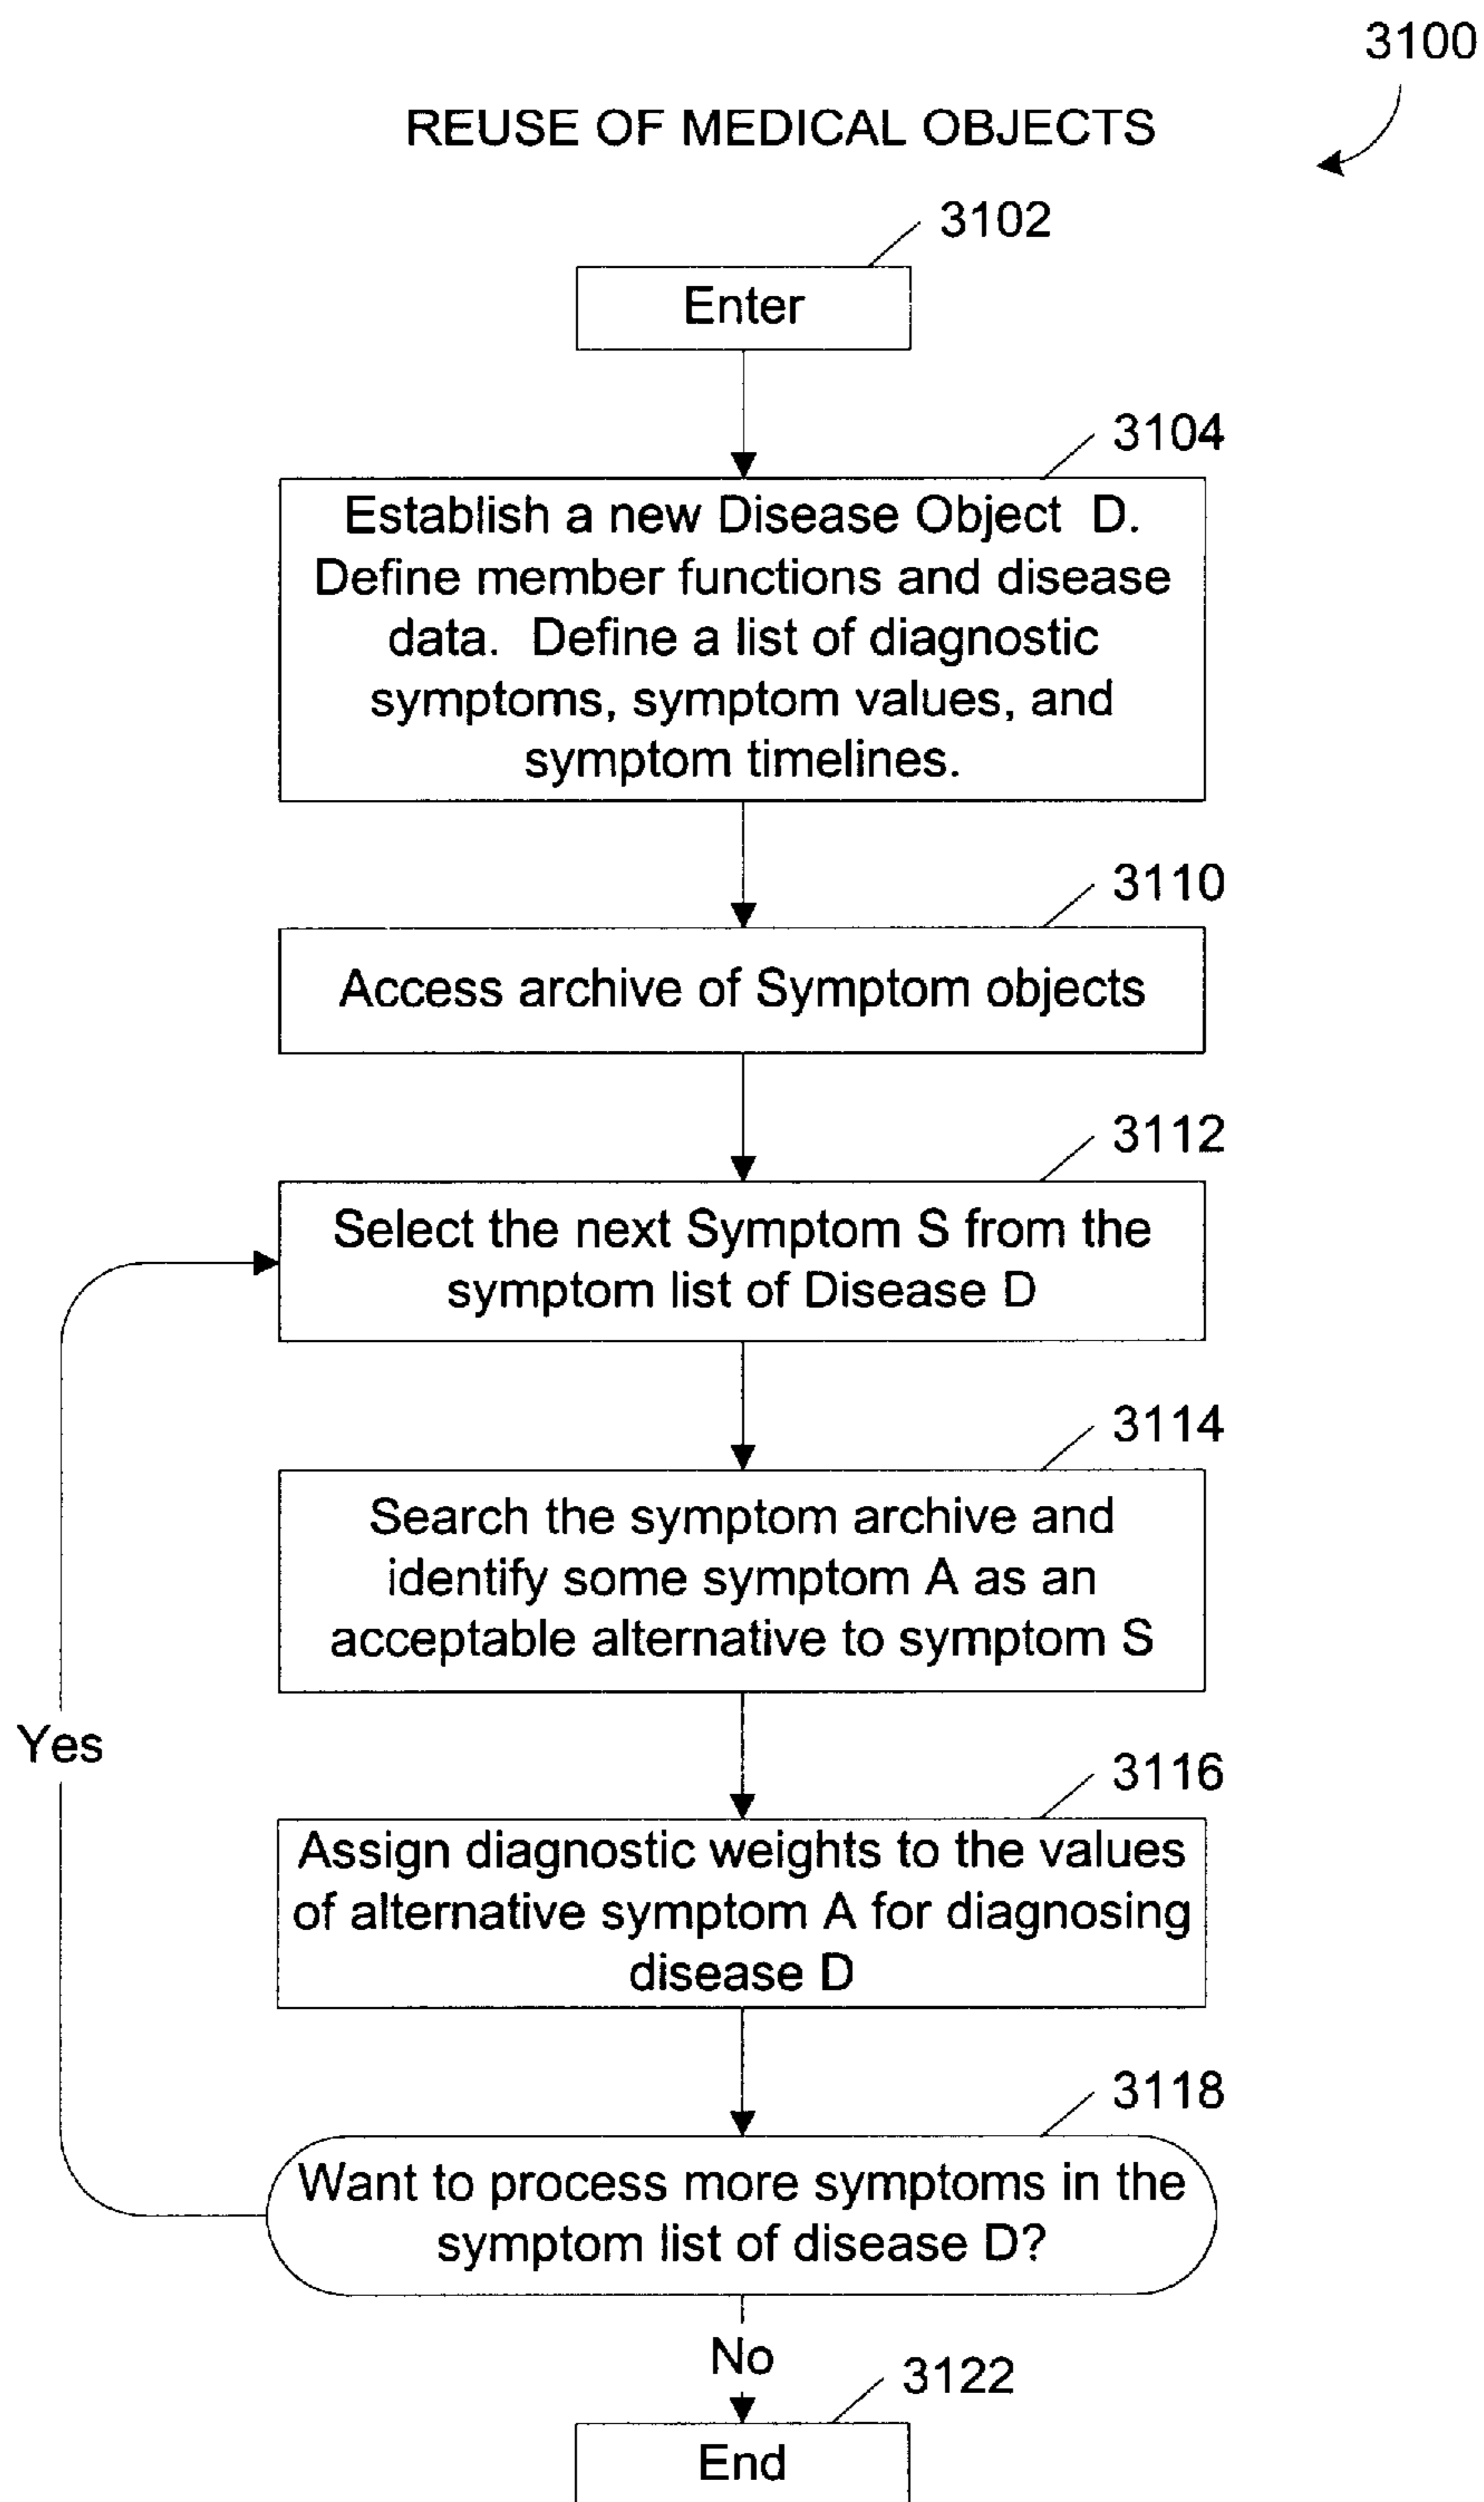 3100
REUSE OF MEDICAL OBJECTS
3102
Enter
3104
Establish a new Disease Object D.
Define member functions and disease
data. Define a list of diagnostic
symptoms, symptom values, and
symptom timelines.
3110
Access archive of Symptom objects
3112
Select the next Symptom S from the
symptom list of Disease D
3114
Search the symptom archive and
identify some symptom A as an
acceptable alternative to symptom S
Yes
3116
Assign diagnostic weights to the values
of alternative symptom A for diagnosing
disease D
3118
Want to process more symptoms in the
symptom list of disease D?
No
3122
End